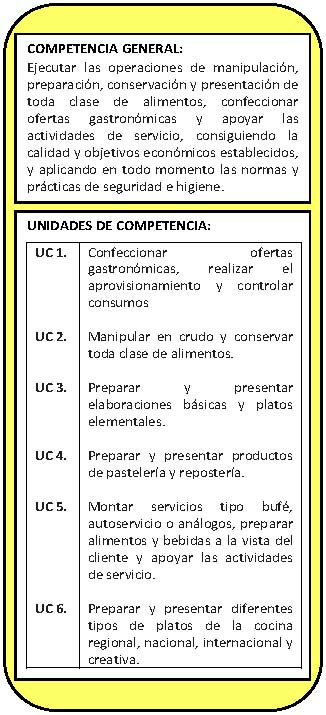 COMPETENCIA GENERAL:
Ejecutar las operaciones de manipulación,
preparación, conservación y presentación de
toda clase de alimentos, confeccionar
ofertas gastronómicas y apoyar las
actividades de servicio, consiguiendo la
calidad y objetivos económicos establecidos,
y aplicando en todo momento las normas y
prácticas de seguridad e higiene.
UNIDADES DE COMPETENCIA:
UC 1. Confeccionar ofertas
gastronómicas, realizar el
aprovisionamiento y controlar
consumos
UC 2. Manipular en crudo y conservar
toda clase de alimentos.
UC 3. Preparar y presentar
elaboraciones básicas y platos
elementales.
UC 4. Preparar y presentar productos
de pastelería y repostería.
UC 5. Montar servicios tipo bufé,
autoservicio o análogos, preparar
alimentos y bebidas a la vista del
cliente y apoyar las actividades
de servicio.
UC 6. Preparar y presentar diferentes
tipos de platos de la cocina
regional, nacional, internacional y
creativa.